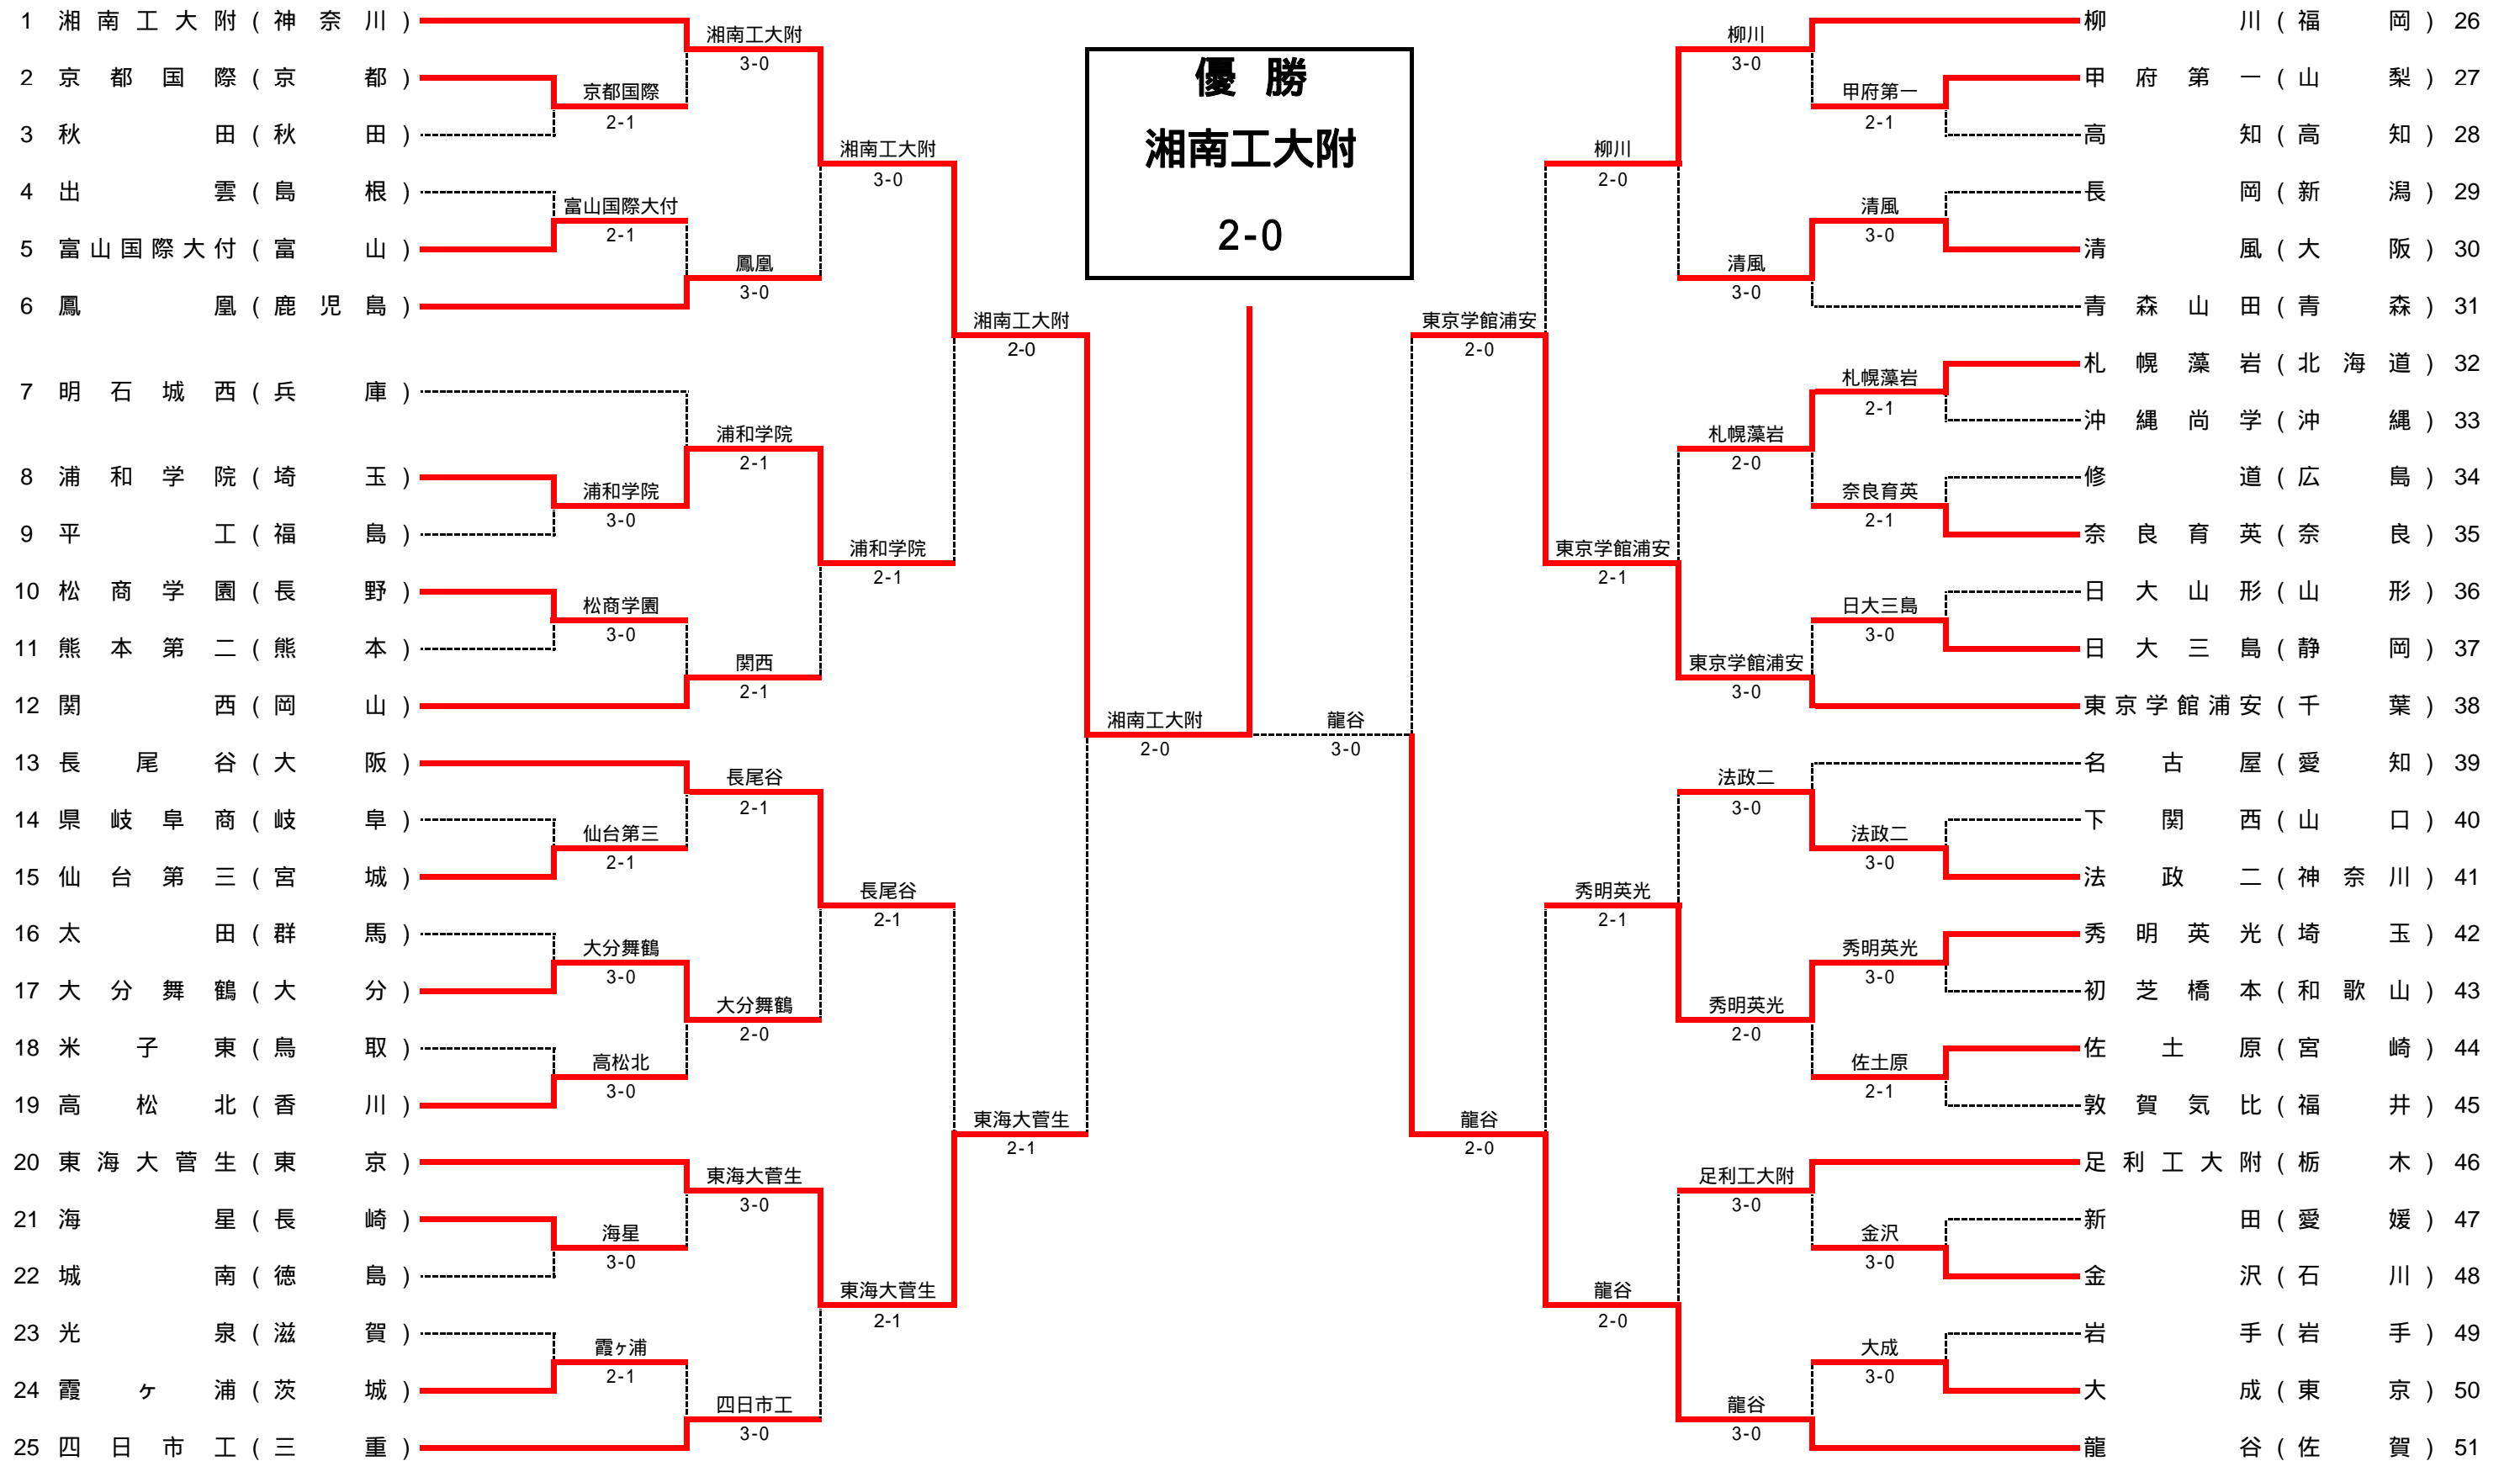 1 湘南工大附(神奈川)
2 京都国際(京都)
3 秋田(秋田)
4 出雲(島根)
5 富山国際大付(富山)
6 鳳凰(鹿児島)
7 明石城西(兵庫)
8 浦和学院(埼玉)
9 平工(福島)
10 松商学園(長野)
11 熊本第二(熊本)
12 関西(岡山)
13 長尾谷(大阪)
14 県岐阜商(岐阜)
15 仙台第三(宮城)
16 太田(群馬)
17 大分舞鶴(大分)
18 米子東(鳥取)
19 高松北(香川)
20 東海大菅生(東京)
21 海星(長崎)
22 城南(徳島)
23 光泉(滋賀)
24 霞ヶ浦(茨城)
25 四日市工(三重)
京都国際
2-1
富山国際大付
2-1
浦和学院
3-0
松商学園
3-0
仙台第三
2-1
大分舞鶴
3-0
高松北
3-0
海星
3-0
霞ヶ浦
2-1
湘南工大附
3-0
鳳凰
3-0
浦和学院
2-1
関西
2-1
長尾谷
2-1
大分舞鶴
2-0
東海大菅生
3-0
四日市工
3-0
湘南工大附
3-0
浦和学院
2-1
長尾谷
2-1
東海大菅生
2-1
湘南工大附
2-0
東海大菅生
2-1
湘南工大附
2-0
優勝
湘南工大附
2-0
龍谷
3-0
東京学館浦安
2-0
龍谷
2-0
柳川
2-0
東京学館浦安
2-1
秀明英光
2-1
龍谷
2-0
柳川
3-0
清風
3-0
札幌藻岩
2-0
東京学館浦安
3-0
法政二
3-0
秀明英光
2-0
足利工大附
3-0
龍谷
3-0
甲府第一
2-1
清風
3-0
札幌藻岩
2-1
奈良育英
2-1
日大三島
3-0
法政二
3-0
秀明英光
3-0
佐土原
2-1
金沢
3-0
大成
3-0
柳川(福岡) 26
甲府第一(山梨) 27
高知(高知) 28
長岡(新潟) 29
清風(大阪) 30
青森山田(青森) 31
札幌藻岩(北海道) 32
沖縄尚学(沖縄) 33
修道(広島) 34
奈良育英(奈良) 35
日大山形(山形) 36
日大三島(静岡) 37
東京学館浦安(千葉) 38
名古屋(愛知) 39
下関西(山口) 40
法政二(神奈川) 41
秀明英光(埼玉) 42
初芝橋本(和歌山) 43
佐土原(宮崎) 44
敦賀気比(福井) 45
足利工大附(栃木) 46
新田(愛媛) 47
金沢(石川) 48
岩手(岩手) 49
大成(東京) 50
龍谷(佐賀) 51